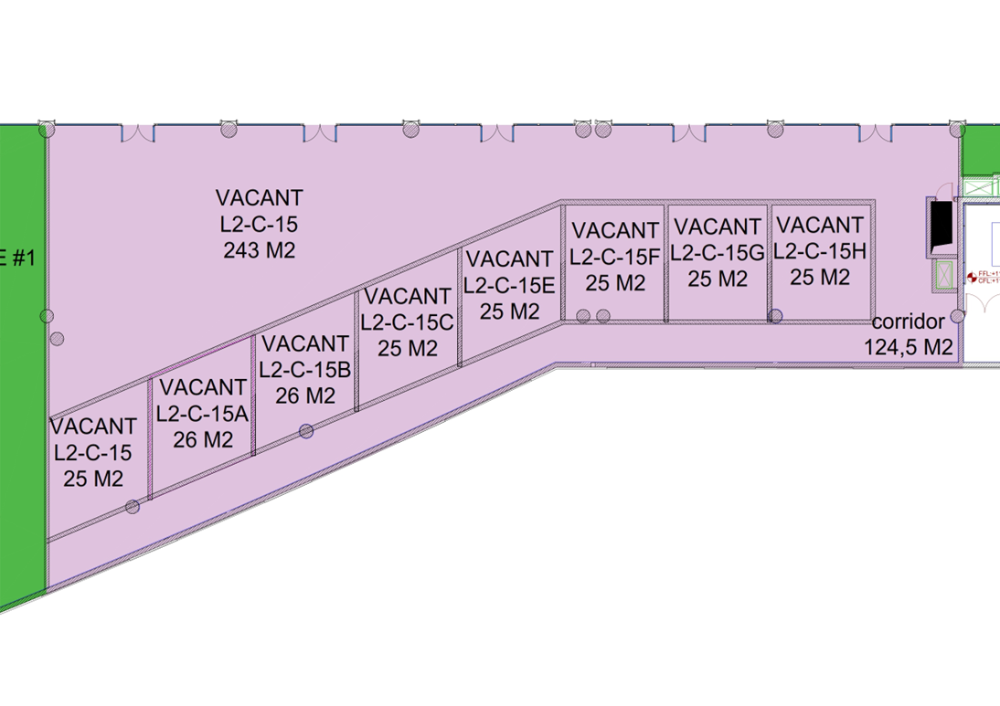 VACANT
L2-C-15
243 M2
E #1
VACANT
L2-C-15
25 M2
VACANT
L2-C-15A
26 M2
VACANT
L2-C-15B
26 M2
VACANT
L2-C-15C
25 M2
VACANT
L2-C-15E
25 M2
VACANT
L2-C-15F
25 M2
VACANT
L2-C-15G
25 M2
VACANT
L2-C-15H
25 M2
corridor
124,5 M2